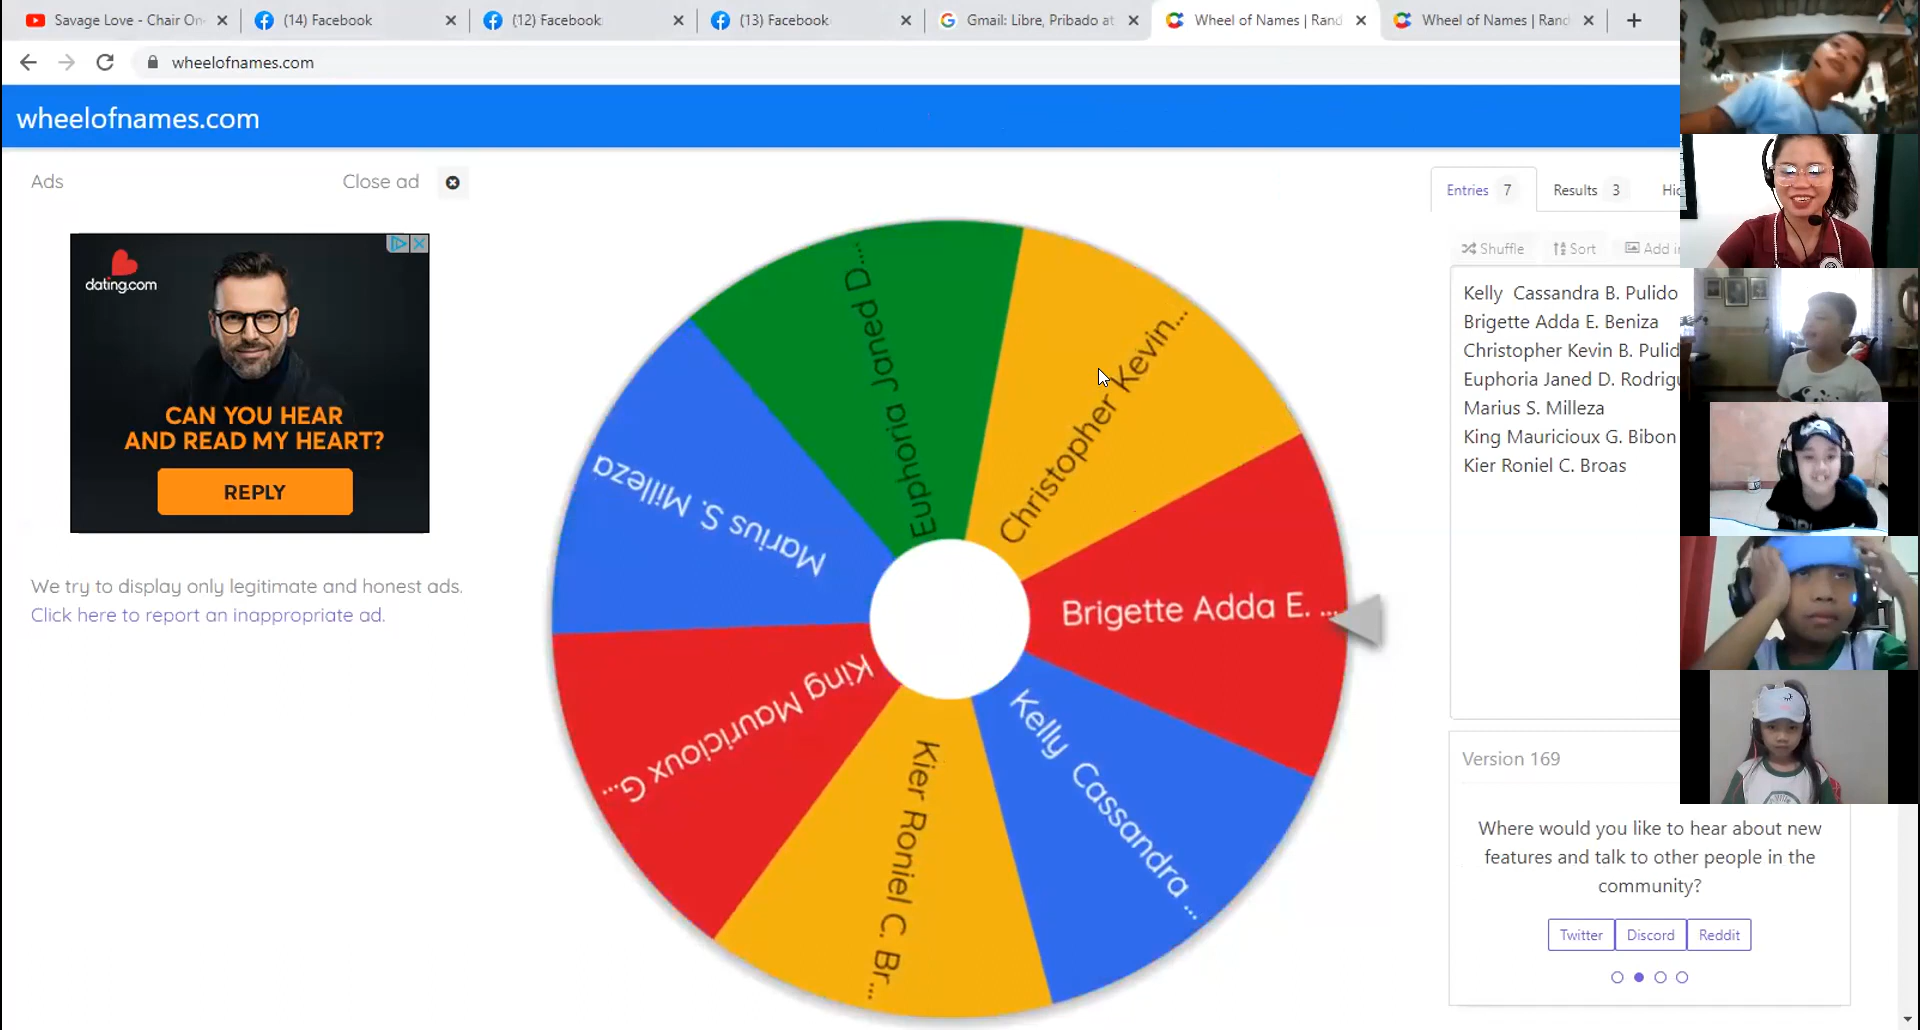 Savage Love - Chair On
(14) Facebook
(12) Facebook
(13) Facebook
Gmail: Libre, Pribado at
Wheel of Names | Rand
Wheel of Names | Rand
wheelofnames.com
wheelofnames.com
Ads
Close ad
dating.com
CAN YOU HEAR
AND READ MY HEART?
REPLY
We try to display only legitimate and honest ads.
Click here to report an inappropriate ad.
Euphoria Janed D....
Christopher Kevin...
Brigette Adda E. ...
Kelly Cassandra ...
Kier Roniel C. Br...
King Mauricioux G...
Marius S. Milleza
Entries 7
Results 3
Hid
Shuffle
Sort
Add i
Kelly Cassandra B. Pulido
Brigette Adda E. Beniza
Christopher Kevin B. Pulid
Euphoria Janed D. Rodrigu
Marius S. Milleza
King Mauricioux G. Bibon
Kier Roniel C. Broas
Version 169
Where would you like to hear about new
features and talk to other people in the
community?
Twitter
Discord
Reddit